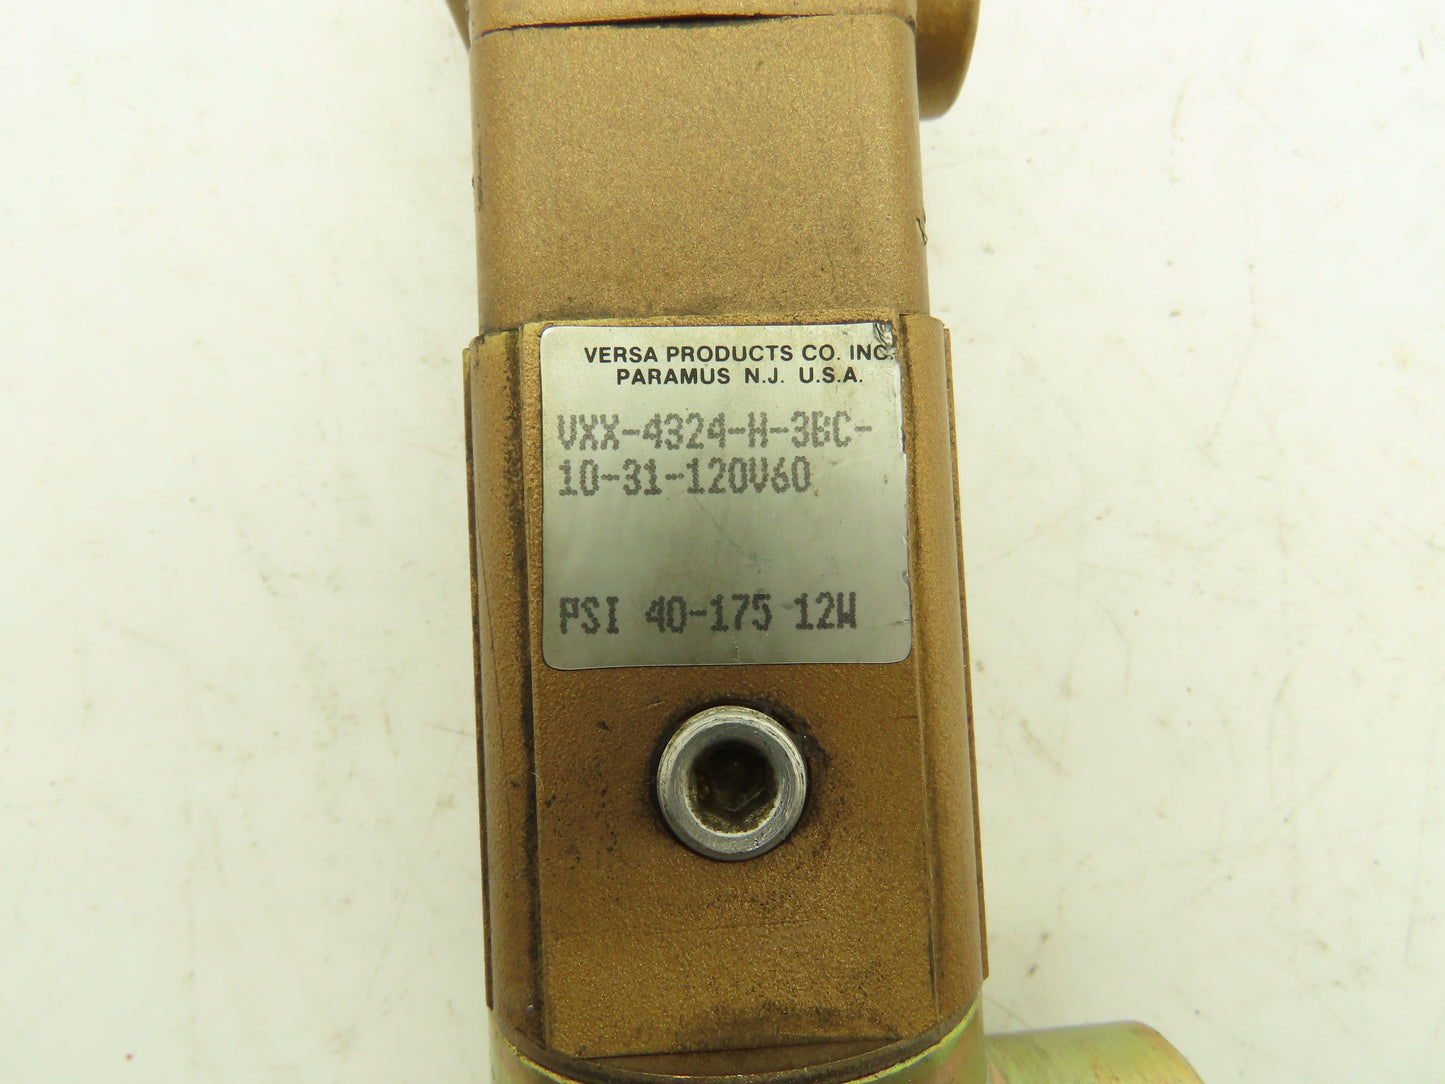 VERSA PRODUCTS CO. INC.
PARAMUS N.J. U.S.A.
VXX-4324-H-3BC-
10-31-120V60
PSI 40-175 12W